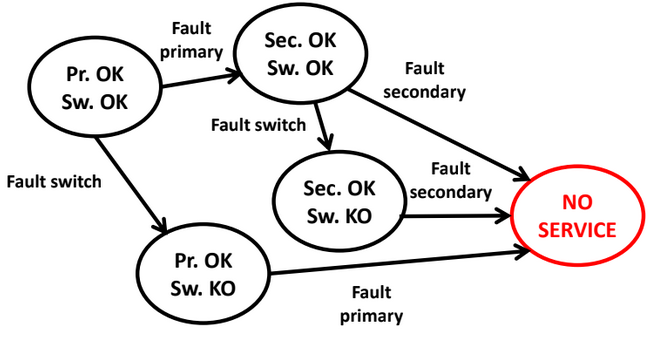 Fault
primary
Sec. OK
Sw. OK
Pr. OK
Sw. OK
Fault
secondary
Fault switch
Fault switch
Sec. OK
Sw. KO
Fault
secondary
NO
SERVICE
Pr. OK
Sw. KO
Fault
primary